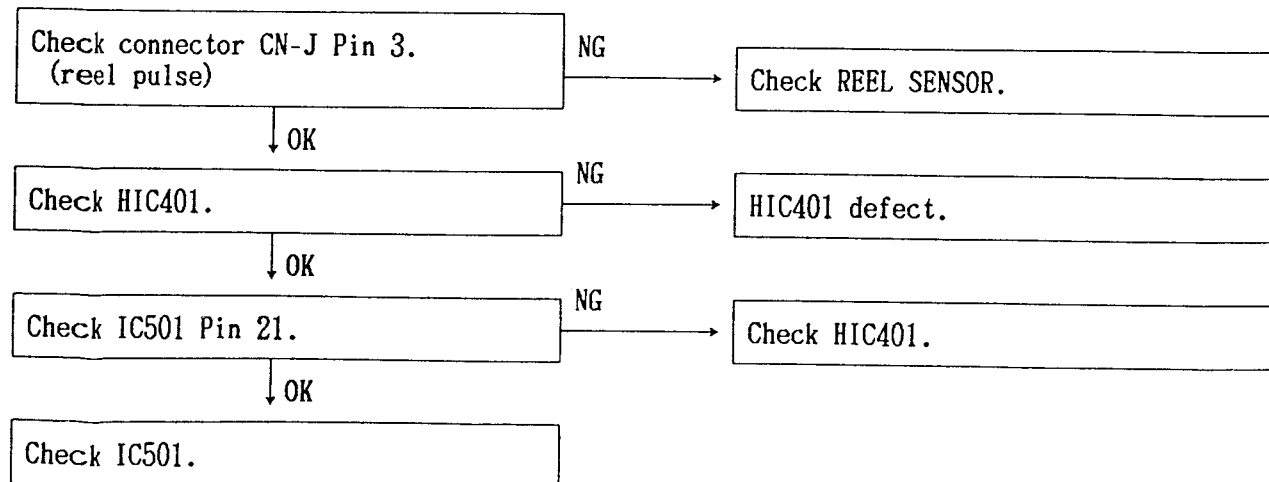 Check connector CN-J Pin 3.
(reel pulse)
NG
Check REEL SENSOR.
OK
Check HIC401.
NG
HIC401 defect.
OK
Check IC501 Pin 21.
NG
Check HIC401.
OK
Check IC501.